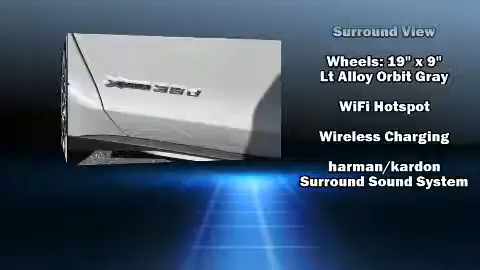 Surround View
Wheels: 19" x 9"
Lt Alloy Orbit Gray
WiFi Hotspot
Wireless Charging
harman/kardon
Surround Sound System